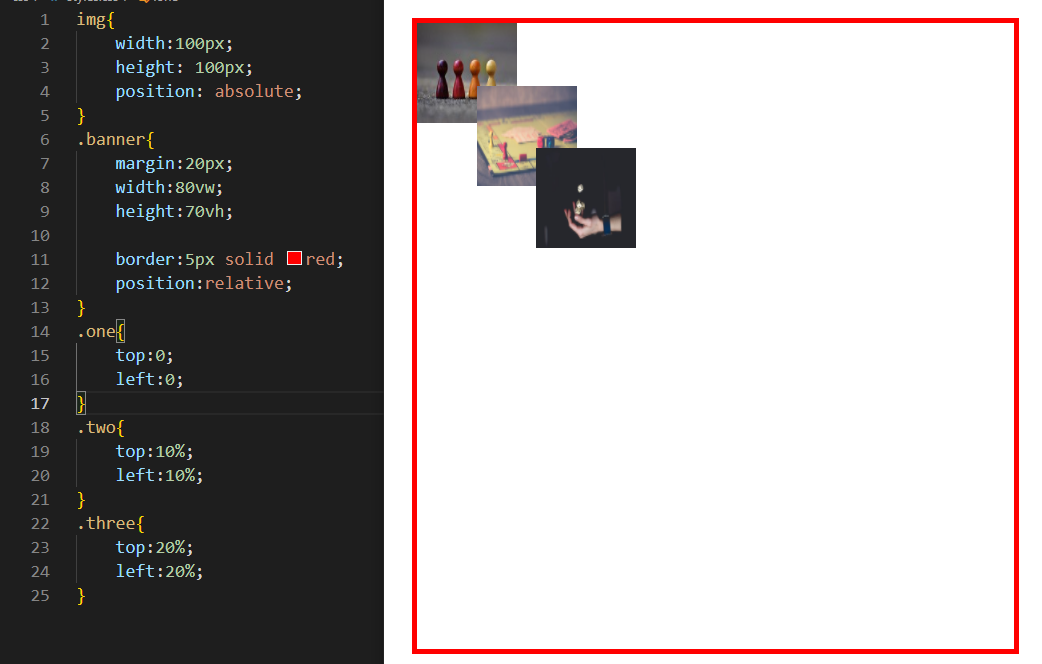 1 img{
2 width:100px;
3 height: 100px;
4 position: absolute;
5 }
6 .banner{
7 margin:20px;
8 width:80vw;
9 height:70vh;
10
11 border:5px solid red;
12 position:relative;
13 }
14 .one{
15 top:0;
16 left:0;
17 }
18 .two{
19 top:10%;
20 left:10%;
21 }
22 .three{
23 top:20%;
24 left:20%;
25 }